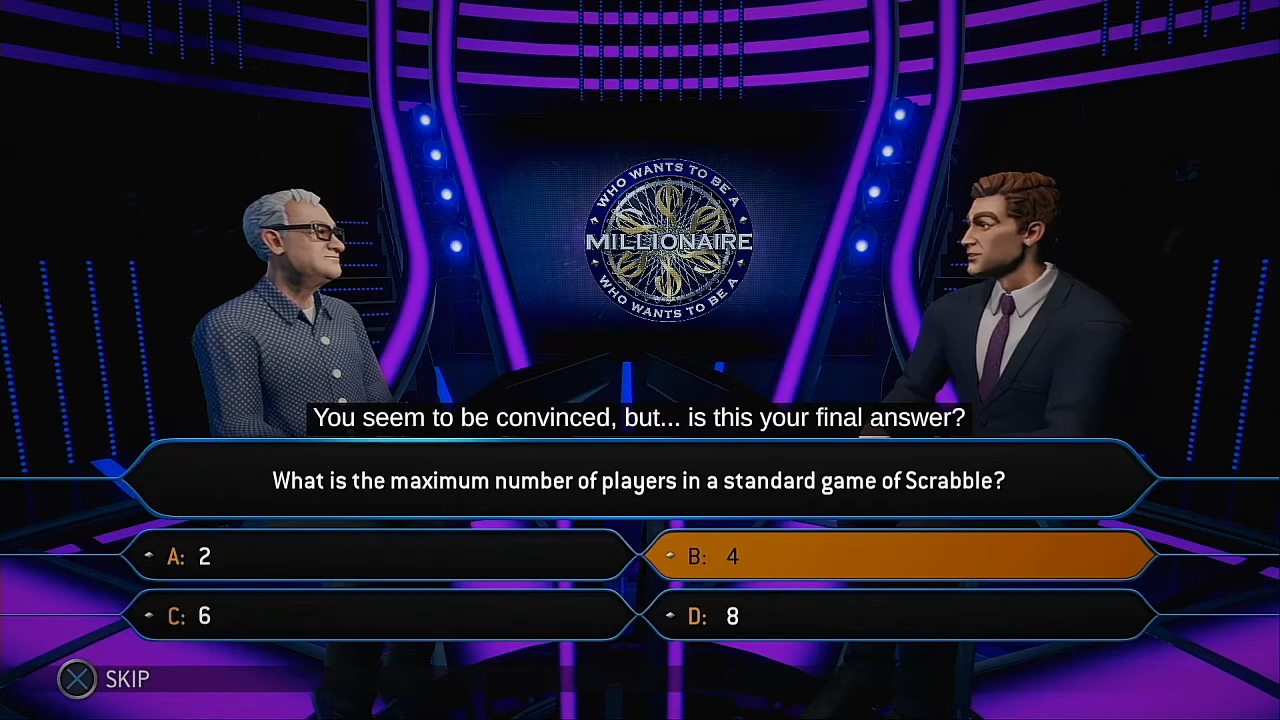 WHO WANTS TO BE A
MILLIONAIRE
WHO WANTS TO BE A
You seem to be convinced, but... is this your final answer?
What is the maximum number of players in a standard game of Scrabble?
A: 2
B: 4
C: 6
D: 8
SKIP